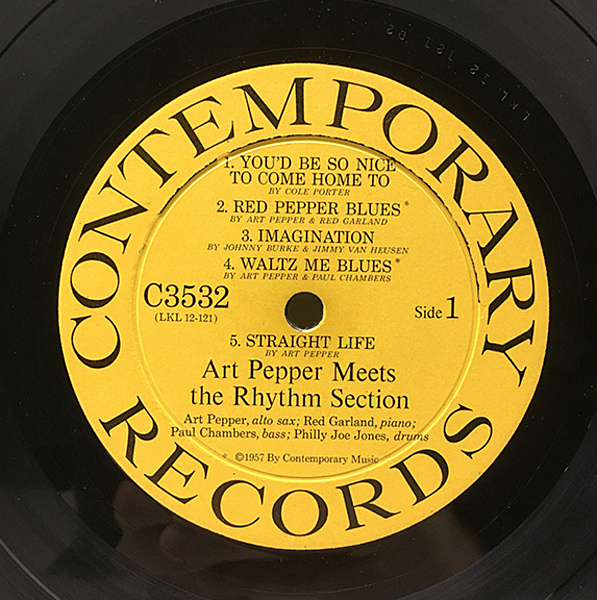 CONTEMPORARY
1. YOU'D BE SO NICE
TO COME HOME TO
BY COLE PORTER
2. RED PEPPER BLUES*
BY ART PEPPER & RED GARLAND
3. IMAGINATION
BY JOHNNY BURKE & JIMMY VAN HEUSEN
4. WALTZ ME BLUES*
BY ART PEPPER & PAUL CHAMBERS
C3532
(LKL 12-121)
Side 1
5. STRAIGHT LIFE
BY ART PEPPER
Art Pepper Meets
the Rhythm Section
Art Pepper, alto sax; Red Garland, piano;
Paul Chambers, bass; Philly Joe Jones, drums
* ©1957 By Contemporary Music
RECORDS
LKL 12 121 D2